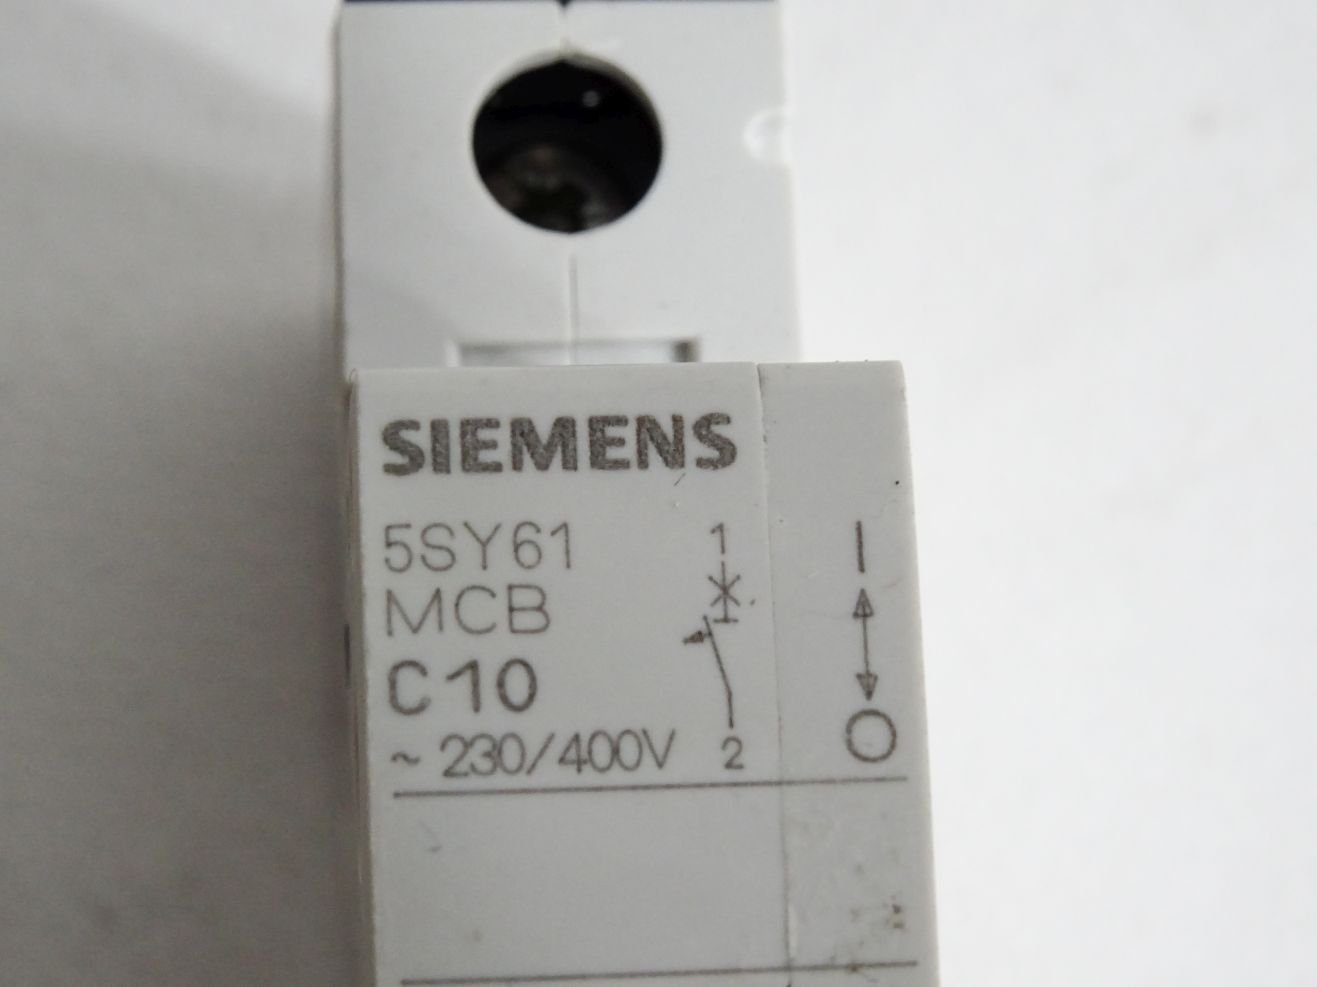 SIEMENS
5SY61
MCB
C10
~ 230/400V
1
2
I
O